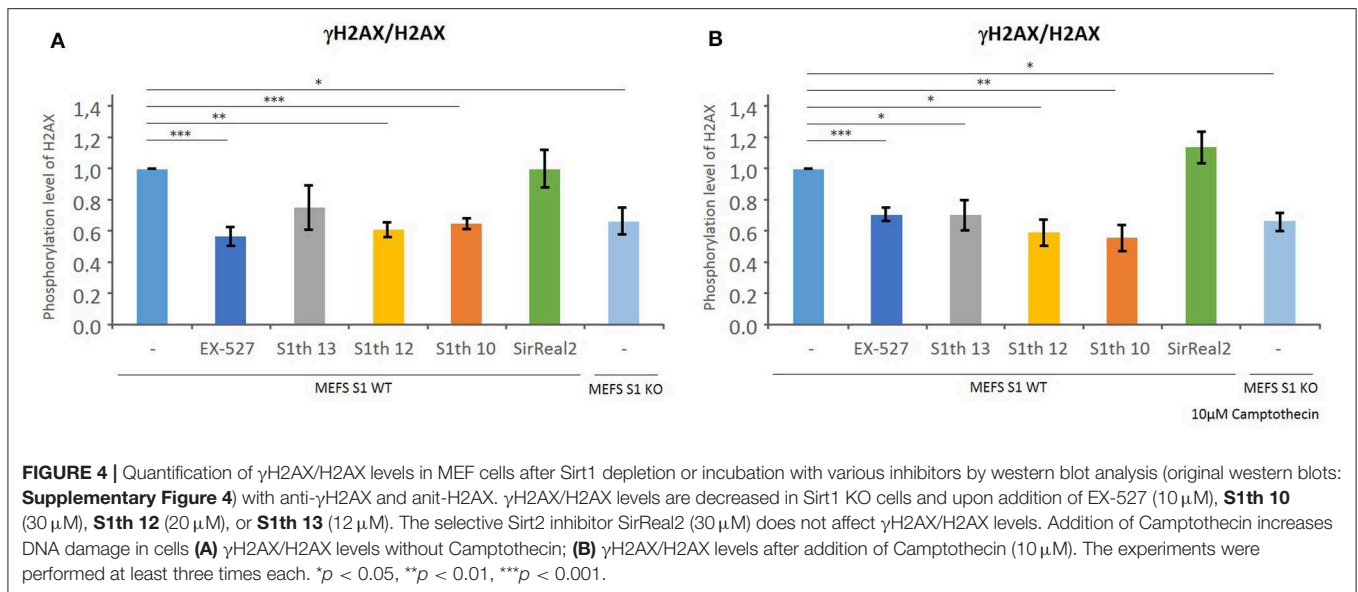 A
γH2AX/H2AX
*
***
**
***
Phosphorylation level of H2AX
1,4
1,2
1,0
0.8
0.6
0.4
0.2
0.0
- EX-527 S1th 13 S1th 12 S1th 10 SirReal2 -
MEFS S1 WT MEFS S1 KO
B
γH2AX/H2AX
*
**
*
*
***
Phosphorylation level of H2AX
1,4
1,2
1,0
0.8
0.6
0.4
0.2
0.0
- EX-527 S1th 13 S1th 12 S1th 10 SirReal2 -
MEFS S1 WT MEFS S1 KO
10µM Camptothecin
FIGURE 4 | Quantification of γH2AX/H2AX levels in MEF cells after Sirt1 depletion or incubation with various inhibitors by western blot analysis (original western blots:
Supplementary Figure 4) with anti-γH2AX and anit-H2AX. γH2AX/H2AX levels are decreased in Sirt1 KO cells and upon addition of EX-527 (10 µM), S1th 10
(30 µM), S1th 12 (20 µM), or S1th 13 (12 µM). The selective Sirt2 inhibitor SirReal2 (30 µM) does not affect γH2AX/H2AX levels. Addition of Camptothecin increases
DNA damage in cells (A) γH2AX/H2AX levels without Camptothecin; (B) γH2AX/H2AX levels after addition of Camptothecin (10 µM). The experiments were
performed at least three times each. *p < 0.05, **p < 0.01, ***p < 0.001.